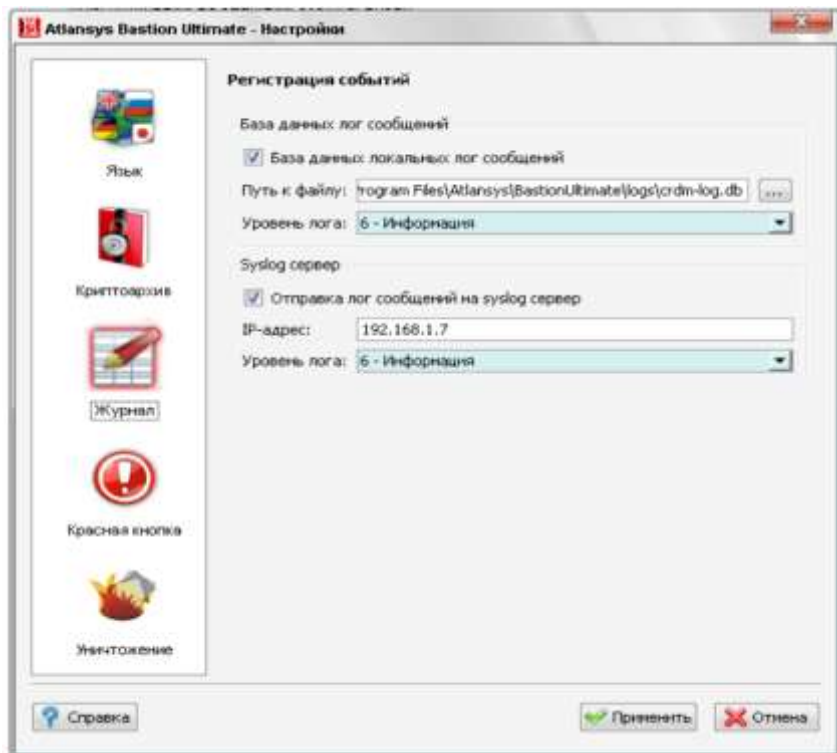 Atlansys Bastion Ultimate - Настройки
Язык
Криптоархив
Журнал
Красная кнопка
Уничтожение
Регистрация событий
База данных лог сообщений
База данных локальных лог сообщений
Путь к файлу: rogram Files\Atlansys\BastionUltimate\logs\crdm-log.db ...
Уровень лога: 6 - Информация
Syslog сервер
Отправка лог сообщений на syslog сервер
IP-адрес: 192.168.1.7
Уровень лога: 6 - Информация
Справка
Применить
Отмена